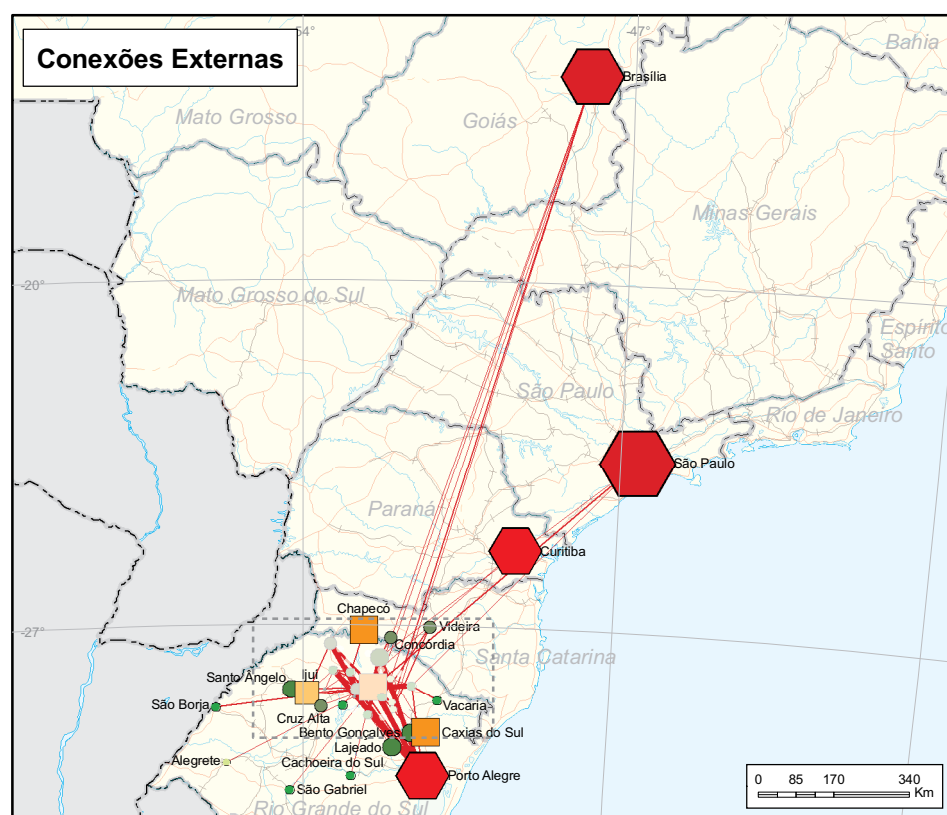 -54°
-47°
Conexões Externas
Bahia
Brasília
Mato Grosso
Goiás
Minas Gerais
-20°
Mato Grosso do Sul
Espírito
Santo
São Paulo
Rio de Janeiro
São Paulo
Paraná
Curitiba
Chapecó
-27°
Videira
Concórdia
Santa Catarina
Santo Ângelo
Ijuí
São Borja
Vacaria
Cruz Alta
Bento Gonçalves
Caxias do Sul
Lajeado
Alegrete
Cachoeira do Sul
Porto Alegre
São Gabriel
Rio Grande do Sul
0 85 170 340
Km